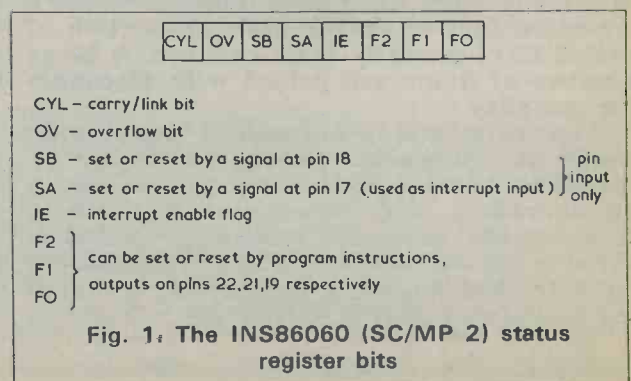 CYL OV SB SA IE F2 F1 FO
CYL – carry/link bit
OV – overflow bit
SB – set or reset by a signal at pin 18
SA – set or reset by a signal at pin 17 (used as interrupt input)
pin
input
only
IE – interrupt enable flag
F2
F1
FO
can be set or reset by program instructions,
outputs on pins 22,21,19 respectively
Fig. 1. The INS86060 (SC/MP 2) status
register bits